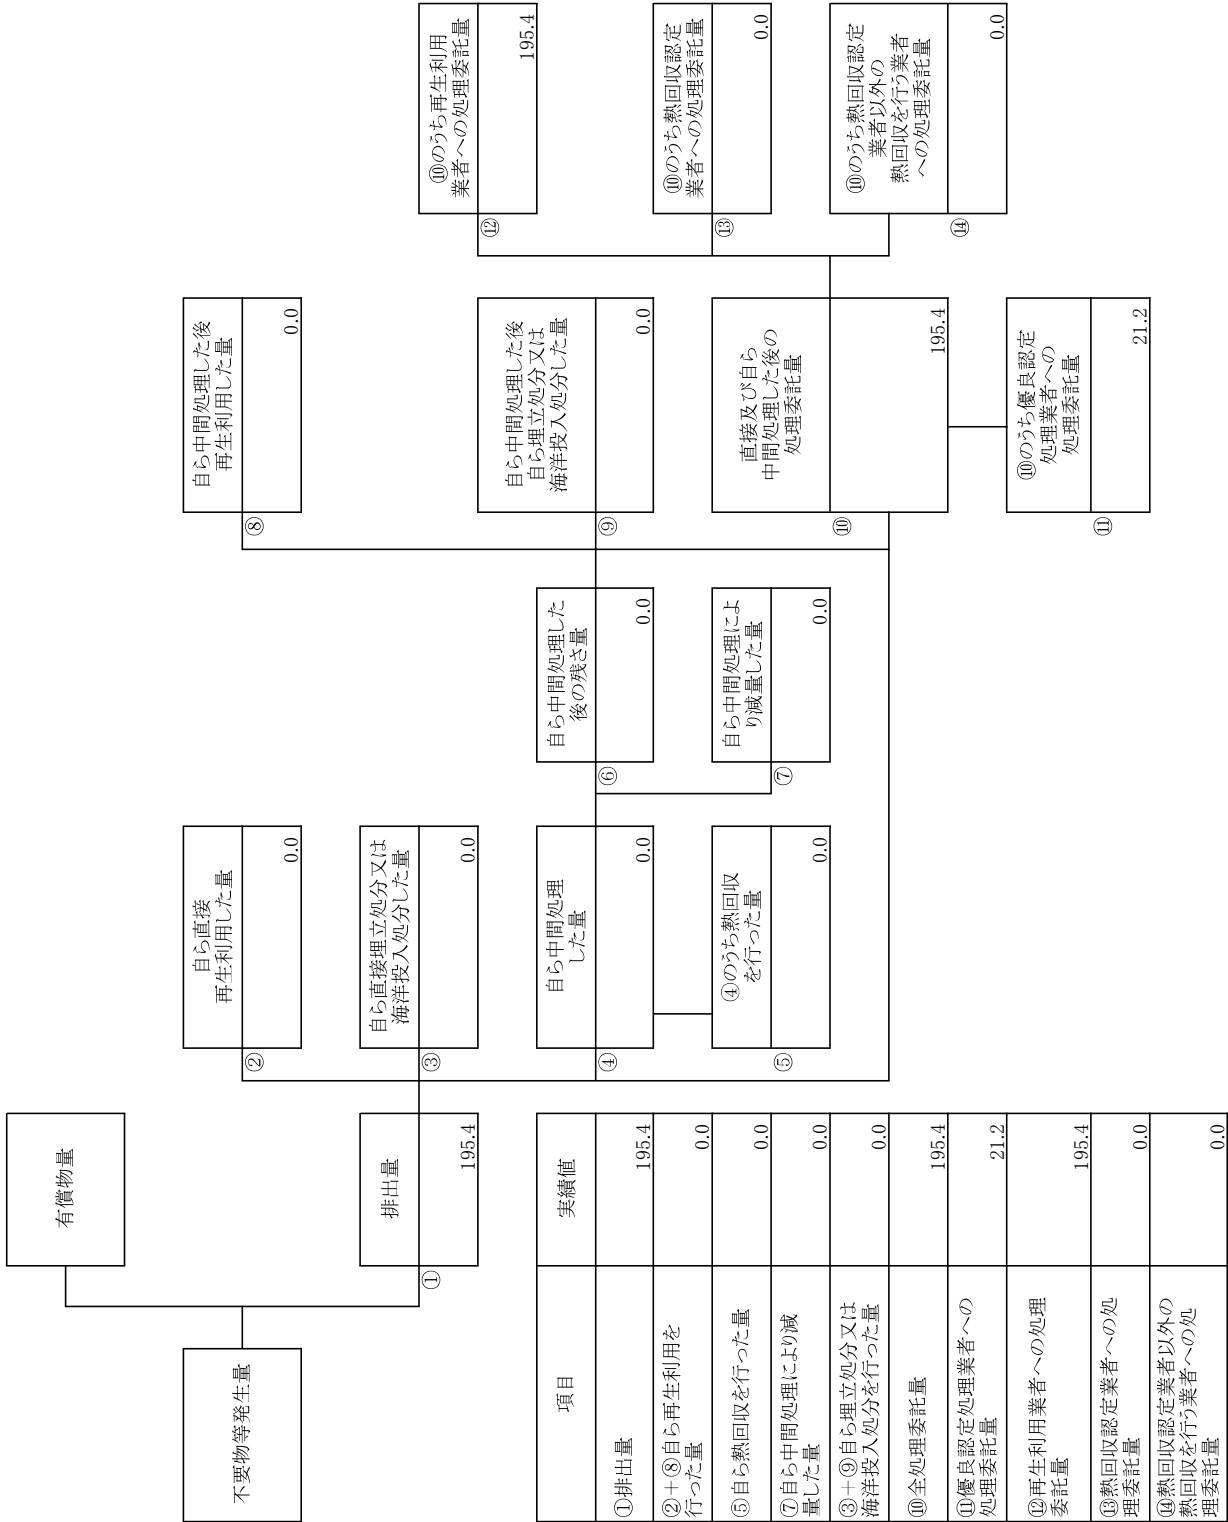 不要物等発生量
有償物量
排出量
①
195.4
自ら直接
再生利用した量
②
0.0
自ら直接埋立処分又は
海洋投入処分した量
③
0.0
自ら中間処理
した量
④
0.0
④のうち熱回収
を行った量
⑤
0.0
自ら中間処理した
後の残さ量
⑥
0.0
自ら中間処理によ
り減量した量
⑦
0.0
自ら中間処理した後
再生利用した量
⑧
0.0
自ら中間処理した後
自ら埋立処分又は
海洋投入処分した量
⑨
0.0
直接及び自ら
中間処理した後の
処理委託量
⑩
195.4
⑩のうち優良認定
処理業者への
処理委託量
⑪
21.2
⑩のうち再生利用
業者への処理委託量
⑫
195.4
⑩のうち熱回収認定
業者への処理委託量
⑬
0.0
⑩のうち熱回収認定
業者以外の
熱回収を行う業者
への処理委託量
⑭
0.0
項目
実績値
①排出量
195.4
②+⑧自ら再生利用を
行った量
0.0
⑤自ら熱回収を行った量
0.0
⑦自ら中間処理により減
量した量
0.0
③+⑨自ら埋立処分又は
海洋投入処分を行った量
0.0
⑩全処理委託量
195.4
⑪優良認定処理業者への
処理委託量
21.2
⑫再生利用業者への処理
委託量
195.4
⑬熱回収認定業者への処
理委託量
0.0
⑭熱回収認定業者以外の
熱回収を行う業者への処
理委託量
0.0